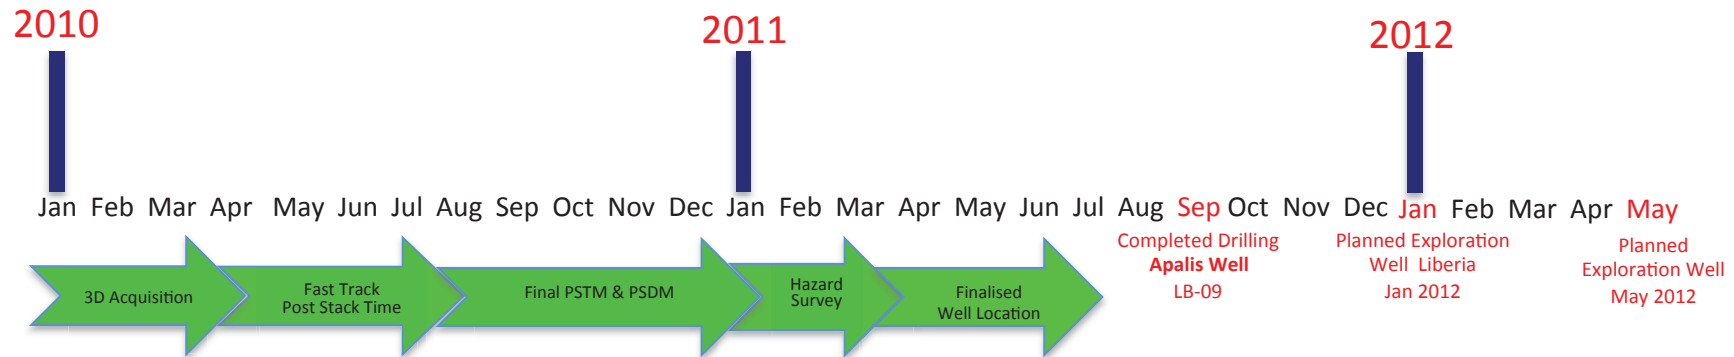 2010
2011
2012
Jan Feb Mar Apr May Jun Jul Aug Sep Oct Nov Dec Jan Feb Mar Apr May Jun Jul Aug Sep Oct Nov Dec Jan Feb Mar Apr May
3D Acquisition
Fast Track
Post Stack Time
Final PSTM & PSDM
Hazard
Survey
Finalised
Well Location
Completed Drilling
Apalis Well
LB-09
Planned Exploration
Well Liberia
Jan 2012
Planned
Exploration Well
May 2012